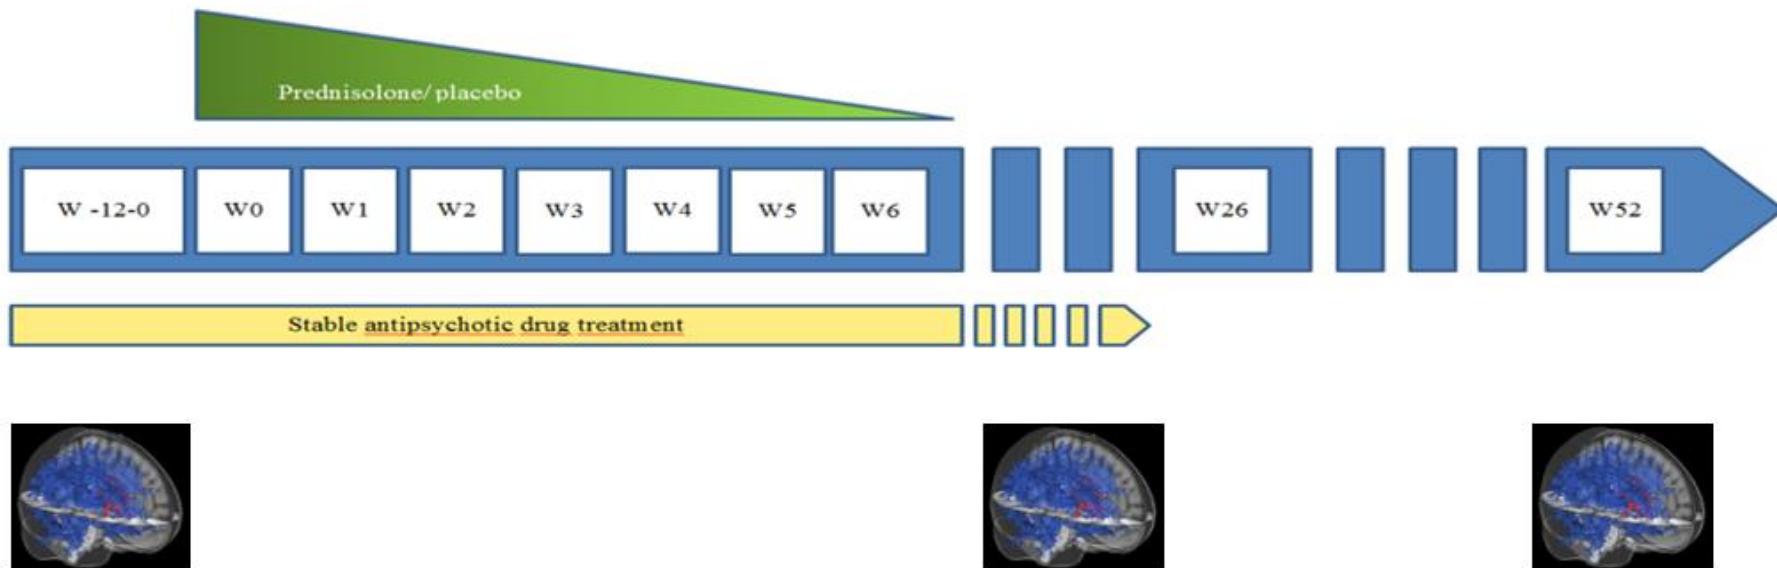 Prednisolone/ placebo
W -12-0 W0 W1 W2 W3 W4 W5 W6 W26 W52
Stable antipsychotic drug treatment